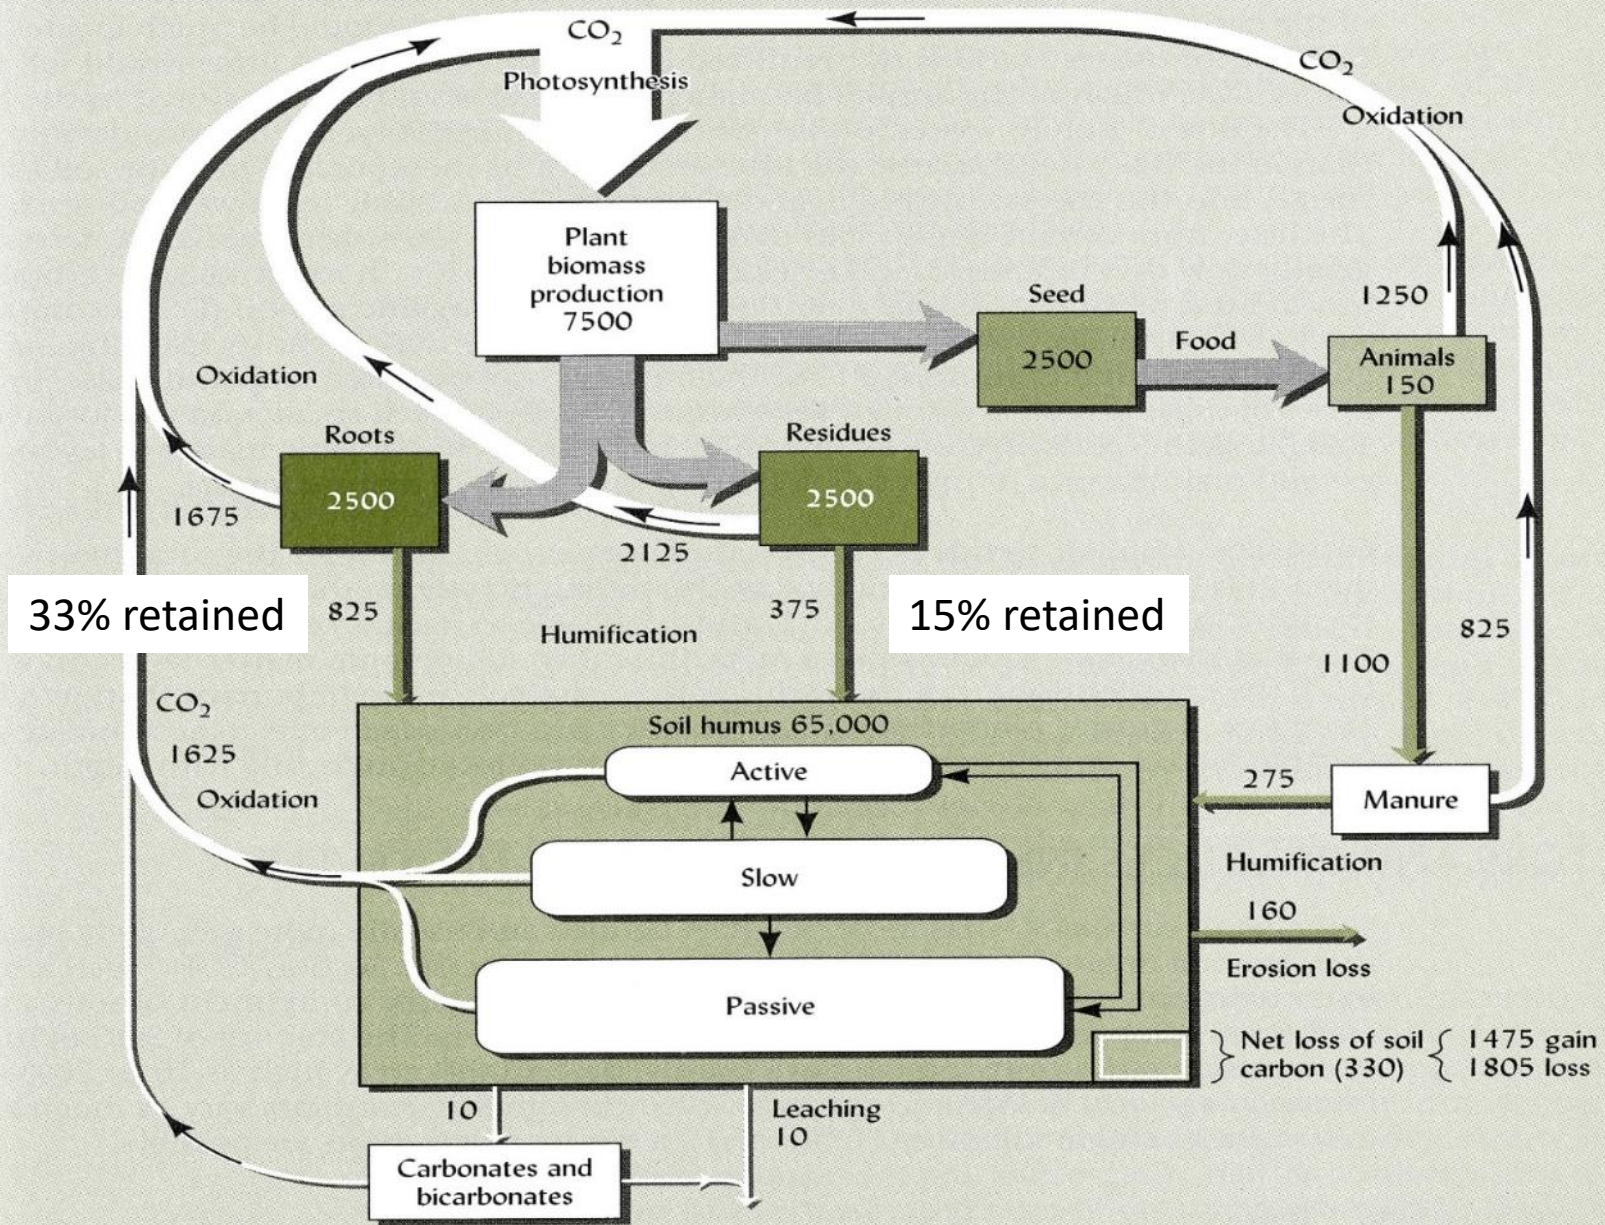 CO2
Photosynthesis
CO2
Oxidation
Plant
biomass
production
7500
Seed
2500
Food
1250
Animals
150
Oxidation
Roots
2500
Residues
2500
1675
2125
33% retained
825
Humification
375
15% retained
825
1100
CO2
1625
Oxidation
Soil humus 65,000
Active
Slow
Passive
275
Manure
Humification
160
Erosion loss
Net loss of soil
carbon (330)
1475 gain
1805 loss
10
Leaching
10
Carbonates and
bicarbonates